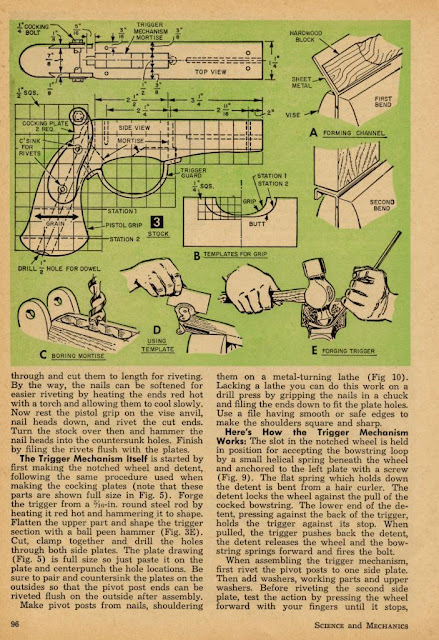 1/4" COCKING BOLT
5/16"
3/16"
TRIGGER MECHANISM MORTISE
3/8"
TOP VIEW
HARDWOOD BLOCK
SHEET METAL
VISE
FIRST BEND
A FORMING CHANNEL
1/2" SQS.
COCKING PLATE 2 REQ.
C'SINK FOR RIVETS
SIDE VIEW
MORTISE
2"
TRIGGER GUARD
STATION 1
PISTOL GRIP
STATION 2
GRAIN
3
STOCK
DRILL 1/2" HOLE FOR DOWEL
1/4" SQS.
STATION 1
STATION 2
GRIP
BUTT
B TEMPLATES FOR GRIP
SECOND BEND
C BORING MORTISE
D USING TEMPLATE
E FORGING TRIGGER
through and cut them to length for riveting.
By the way, the nails can be softened for
easier riveting by heating the ends red hot
with a torch and allowing them to cool slowly.
Now rest the pistol grip on the vise anvil,
nail heads down, and rivet the cut ends.
Turn the stock over then and hammer the
nail heads into the countersunk holes. Finish
by filing the rivets flush with the plates.
The Trigger Mechanism Itself is started by
first making the notched wheel and detent,
following the same procedure used when
making the cocking plates (note that these
parts are shown full size in Fig. 5). Forge
the trigger from a 5/16-in. round steel rod by
heating it red hot and hammering it to shape.
Flatten the upper part and shape the trigger
section with a ball peen hammer (Fig. 3E).
Cut, clamp together and drill the holes
through both side plates. The plate drawing
(Fig. 5) is full size so just paste it on the
plate and centerpunch the hole locations. Be
sure to pair and countersink the plates on the
outsides so that the pivot post ends can be
riveted flush on the outside after assembly.
Make pivot posts from nails, shouldering
them on a metal-turning lathe (Fig 10).
Lacking a lathe you can do this work on a
drill press by gripping the nails in a chuck
and filing the ends down to fit the plate holes.
Use a file having smooth or safe edges to
make the shoulders square and sharp.
Here's How the Trigger Mechanism
Works: The slot in the notched wheel is held
in position for accepting the bowstring loop
by a small helical spring beneath the wheel
and anchored to the left plate with a screw
(Fig. 9). The flat spring which holds down
the detent is bent from a hair curler. The
detent locks the wheel against the pull of the
cocked bowstring. The lower end of the de-
tent, pressing against the back of the trigger,
holds the trigger against its stop. When
pulled, the trigger pushes back the detent,
the detent releases the wheel and the bow-
string springs forward and fires the bolt.
When assembling the trigger mechanism,
first rivet the pivot posts to one side plate.
Then add washers, working parts and upper
washers. Before riveting the second side
plate, test the action by pressing the wheel
forward with your fingers until it stops,
96
SCIENCE AND MECHANICS